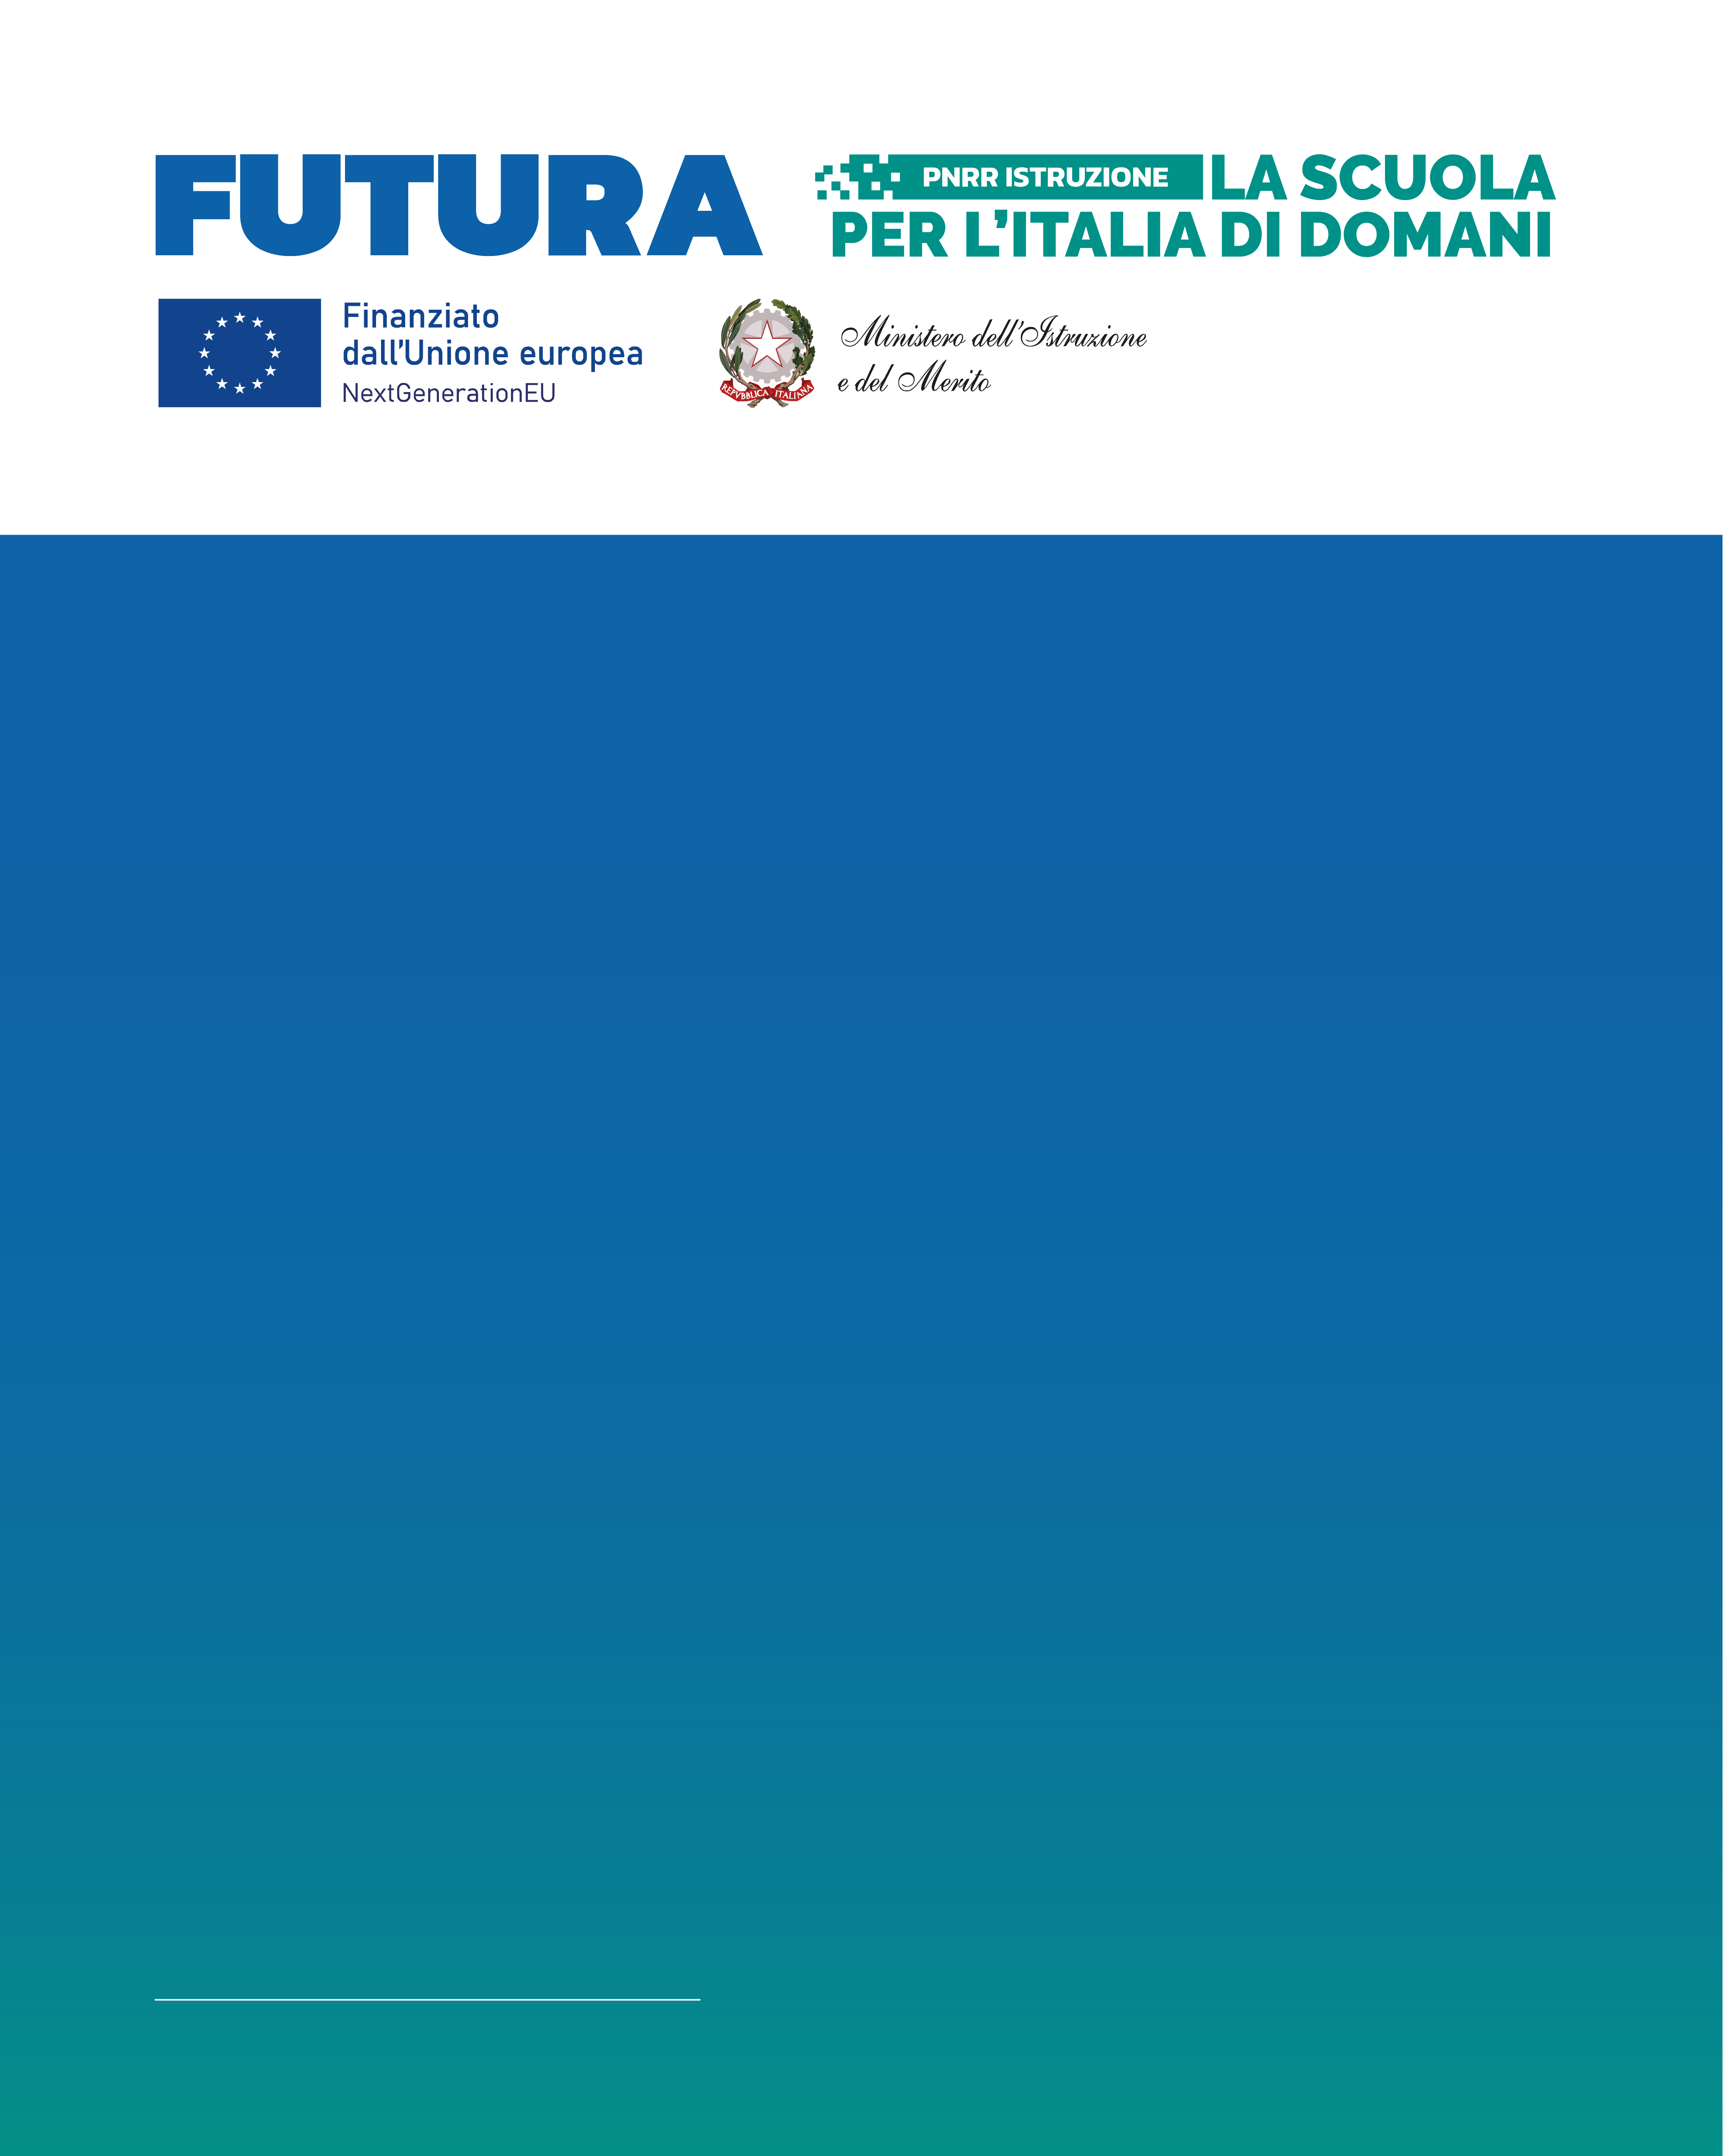 FUTURA
PNRR ISTRUZIONE LA SCUOLA
PER L'ITALIA DI DOMANI
Finanziato
dall'Unione europea
NextGenerationEU
REPVBBLICA ITALIANA
Ministero dell'Istruzione
e del Merito